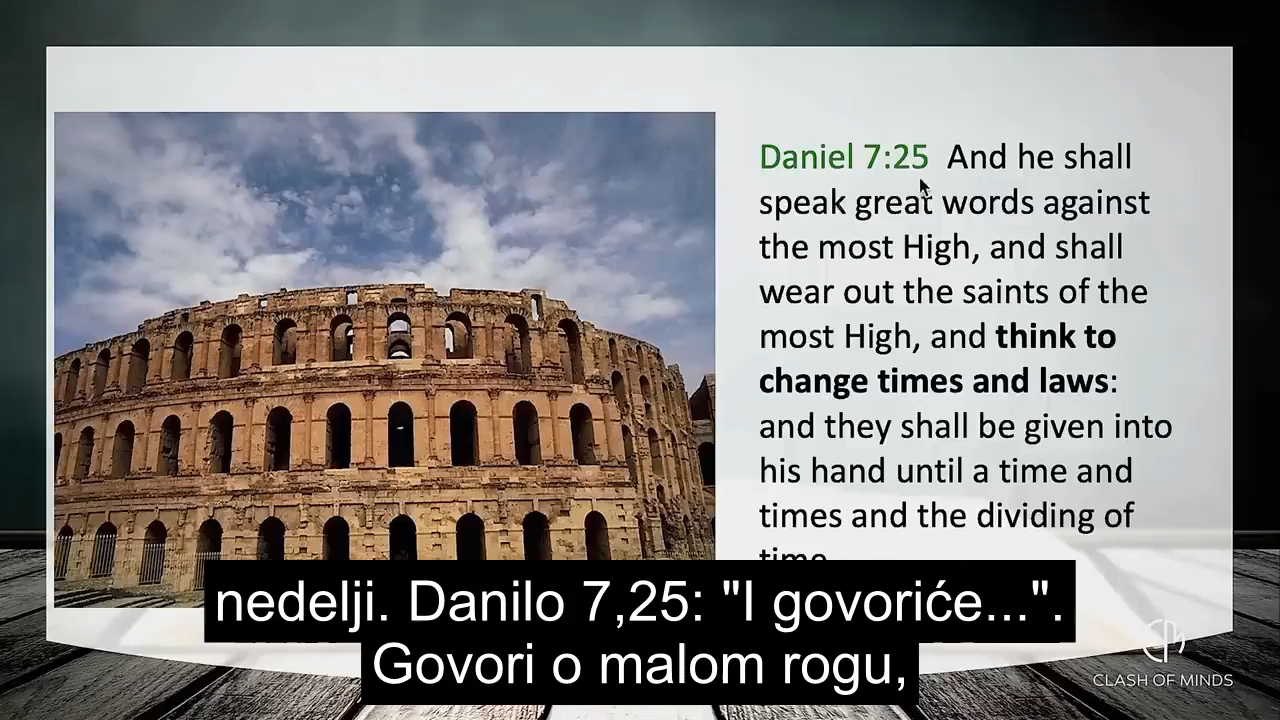 Daniel 7:25 And he shall
speak great words against
the most High, and shall
wear out the saints of the
most High, and think to
change times and laws:
and they shall be given into
his hand until a time and
times and the dividing of
time.
nedelji. Danilo 7,25: "I govoriće...".
Govori o malom rogu,
CLASH OF MINDS